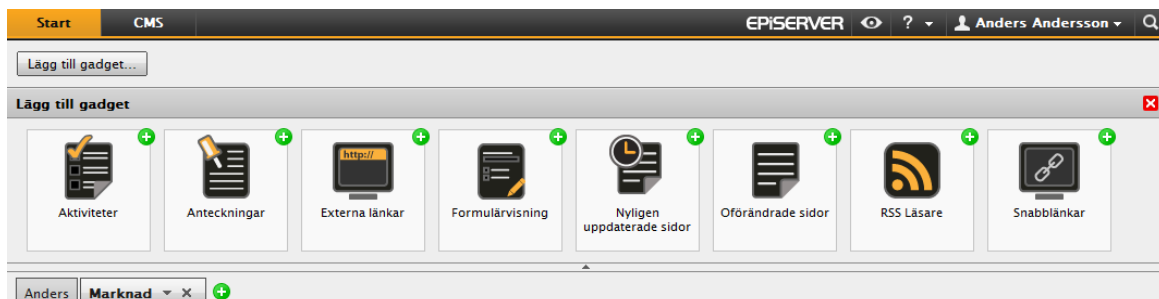 Start CMS EPiSERVER ? Anders Andersson
Lägg till gadget...
Lägg till gadget
http://
Aktiviteter Anteckningar Externa länkar Formulärvisning Nyligen uppdaterade sidor Oförändrade sidor RSS Läsare Snabblänkar
Anders Marknad